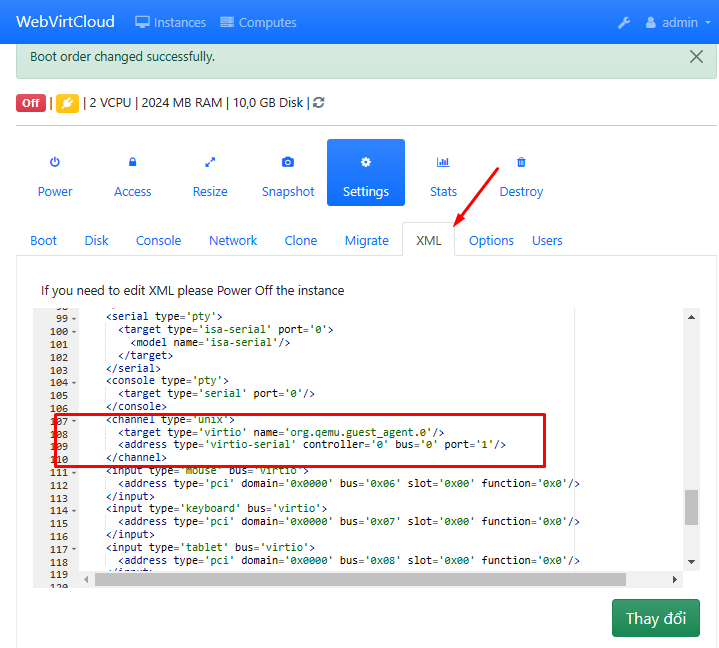 WebVirtCloud Instances Computes admin
Boot order changed successfully.
Off | | 2 VCPU | 2024 MB RAM | 10,0 GB Disk |
Power Access Resize Snapshot Settings Stats Destroy
Boot Disk Console Network Clone Migrate XML Options Users
If you need to edit XML please Power Off the instance
99 <serial type='pty'>
100 <target type='isa-serial' port='0'>
101 <model name='isa-serial'/>
102 </target>
103 </serial>
104 <console type='pty'>
105 <target type='serial' port='0'/>
106 </console>
107 <channel type='unix'>
108 <target type='virtio' name='org.qemu.guest_agent.0'/>
109 <address type='virtio-serial' controller='0' bus='0' port='1'/>
110 </channel>
111 <input type='mouse' bus='virtio'>
112 <address type='pci' domain='0x0000' bus='0x06' slot='0x00' function='0x0'/>
113 </input>
114 <input type='keyboard' bus='virtio'>
115 <address type='pci' domain='0x0000' bus='0x07' slot='0x00' function='0x0'/>
116 </input>
117 <input type='tablet' bus='virtio'>
118 <address type='pci' domain='0x0000' bus='0x08' slot='0x00' function='0x0'/>
119
Thay đổi